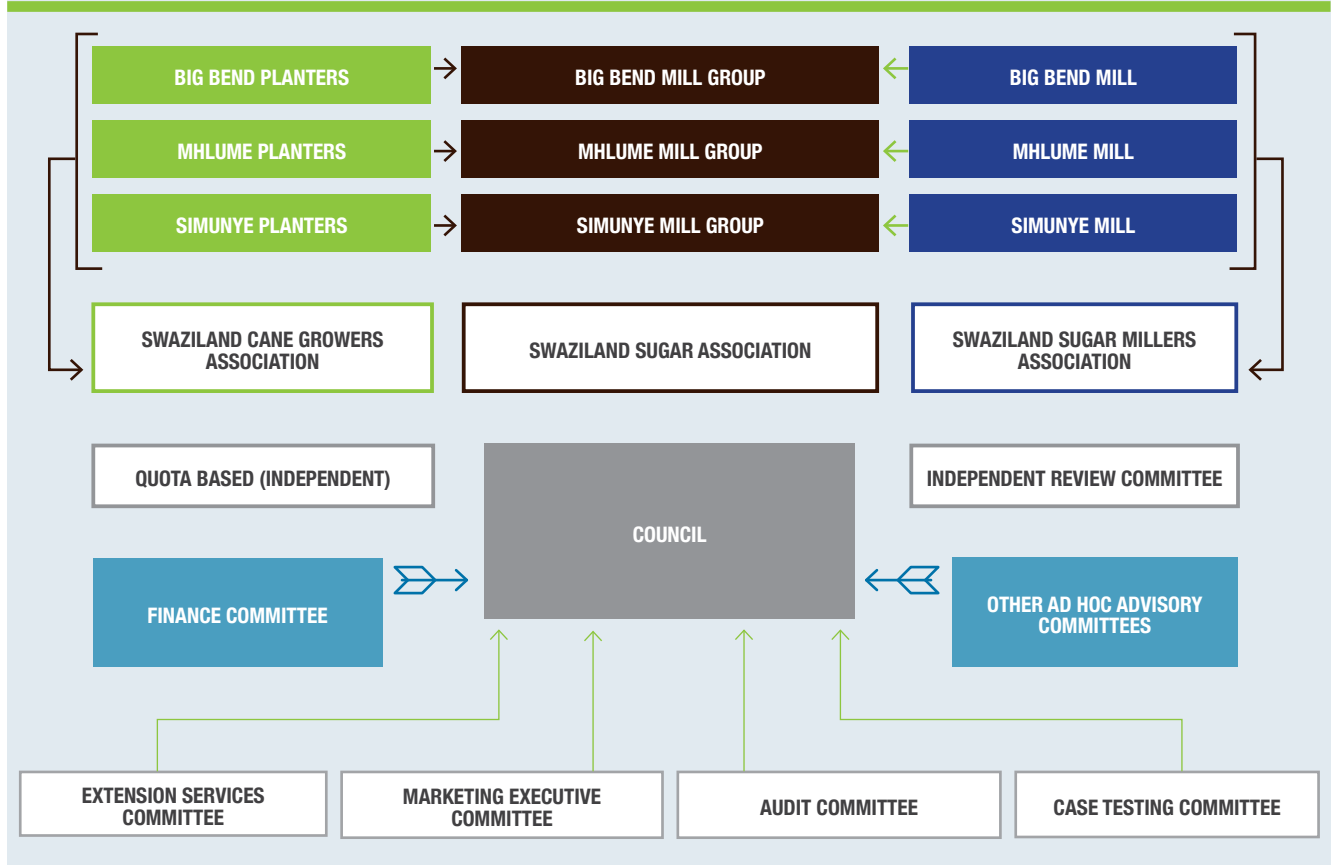 BIG BEND PLANTERS
BIG BEND MILL GROUP
BIG BEND MILL
MHLUME PLANTERS
MHLUME MILL GROUP
MHLUME MILL
SIMUNYE PLANTERS
SIMUNYE MILL GROUP
SIMUNYE MILL
SWAZILAND CANE GROWERS
ASSOCIATION
SWAZILAND SUGAR ASSOCIATION
SWAZILAND SUGAR MILLERS
ASSOCIATION
QUOTA BASED (INDEPENDENT)
COUNCIL
INDEPENDENT REVIEW COMMITTEE
FINANCE COMMITTEE
OTHER AD HOC ADVISORY
COMMITTEES
EXTENSION SERVICES
COMMITTEE
MARKETING EXECUTIVE
COMMITTEE
AUDIT COMMITTEE
CASE TESTING COMMITTEE